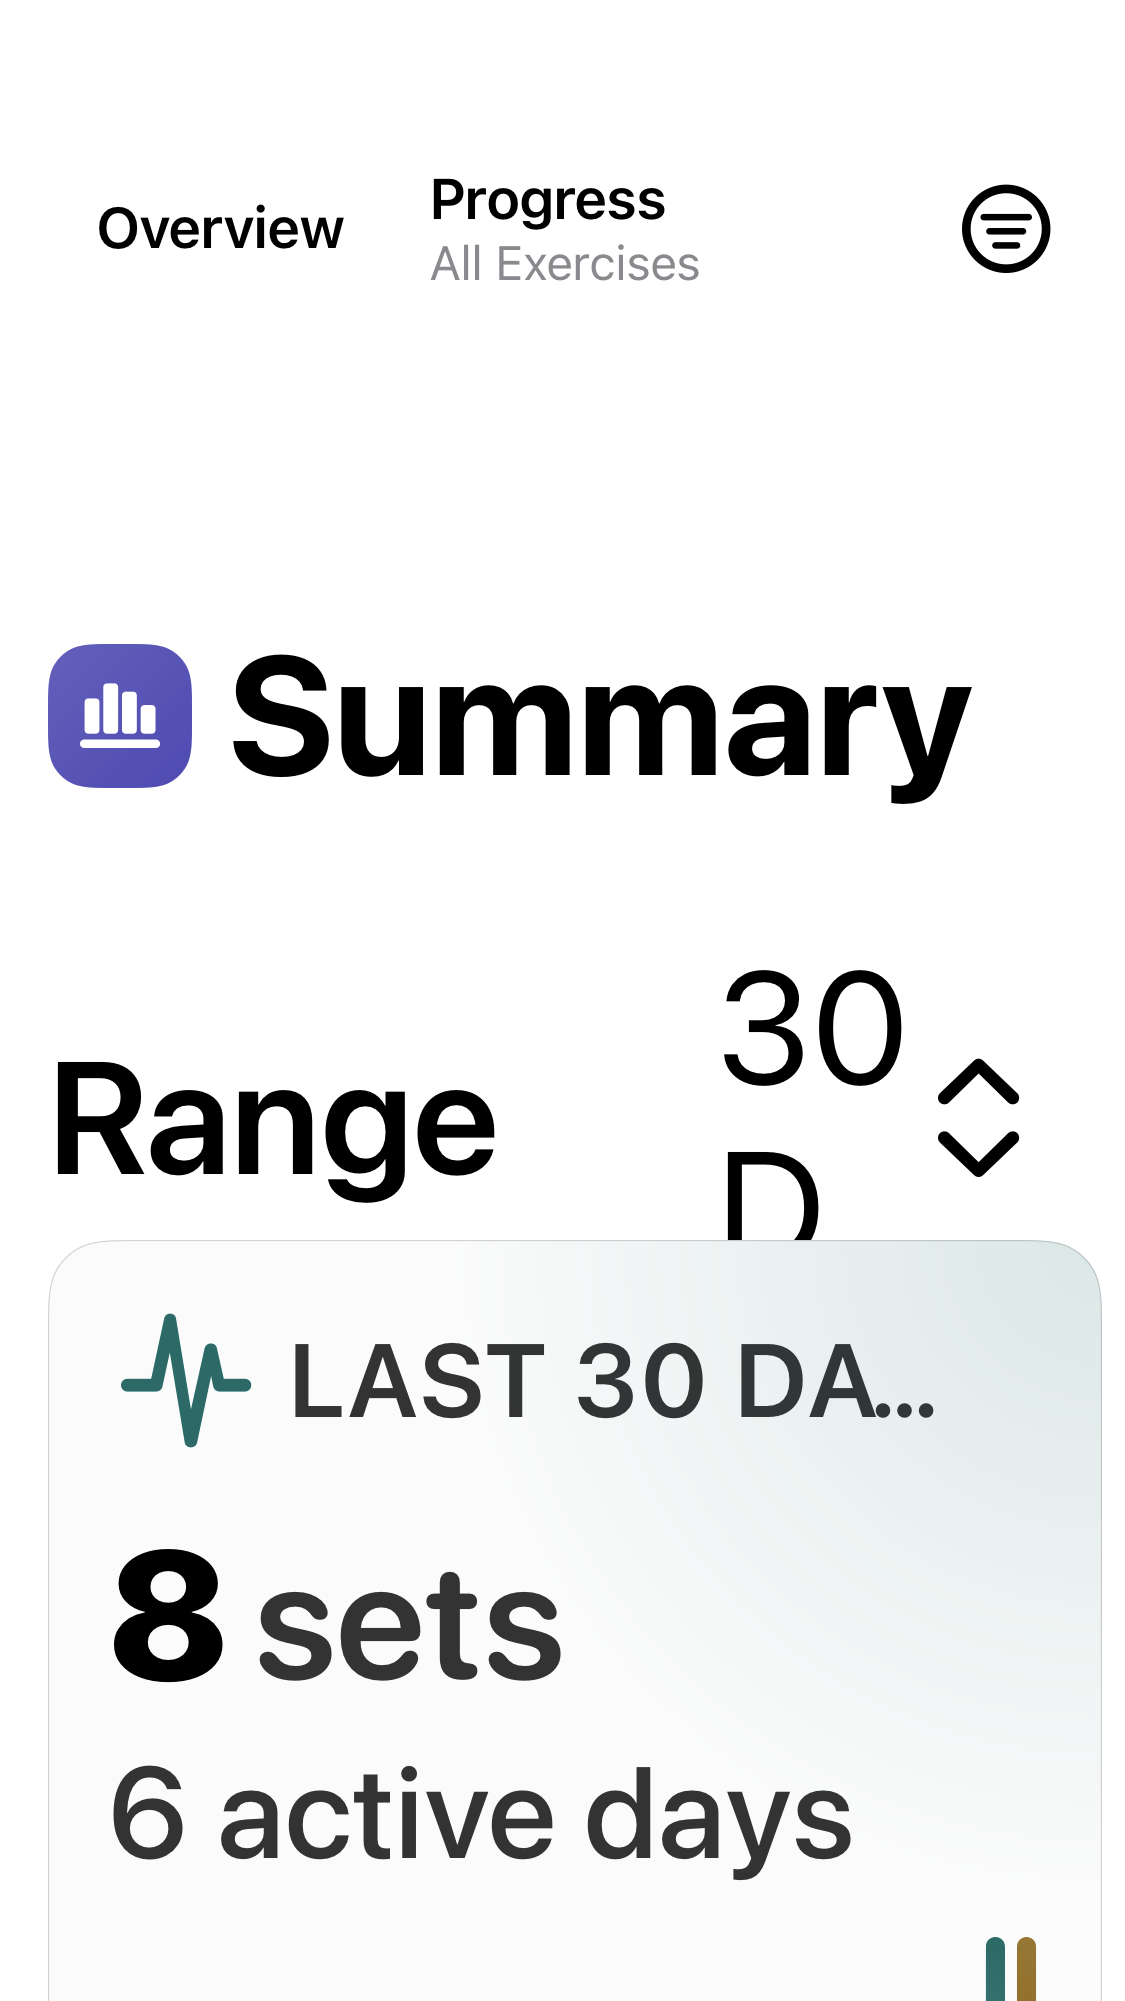 Overview
Progress
All Exercises
Summary
Range
30
D
LAST 30 DA...
8 sets
6 active days